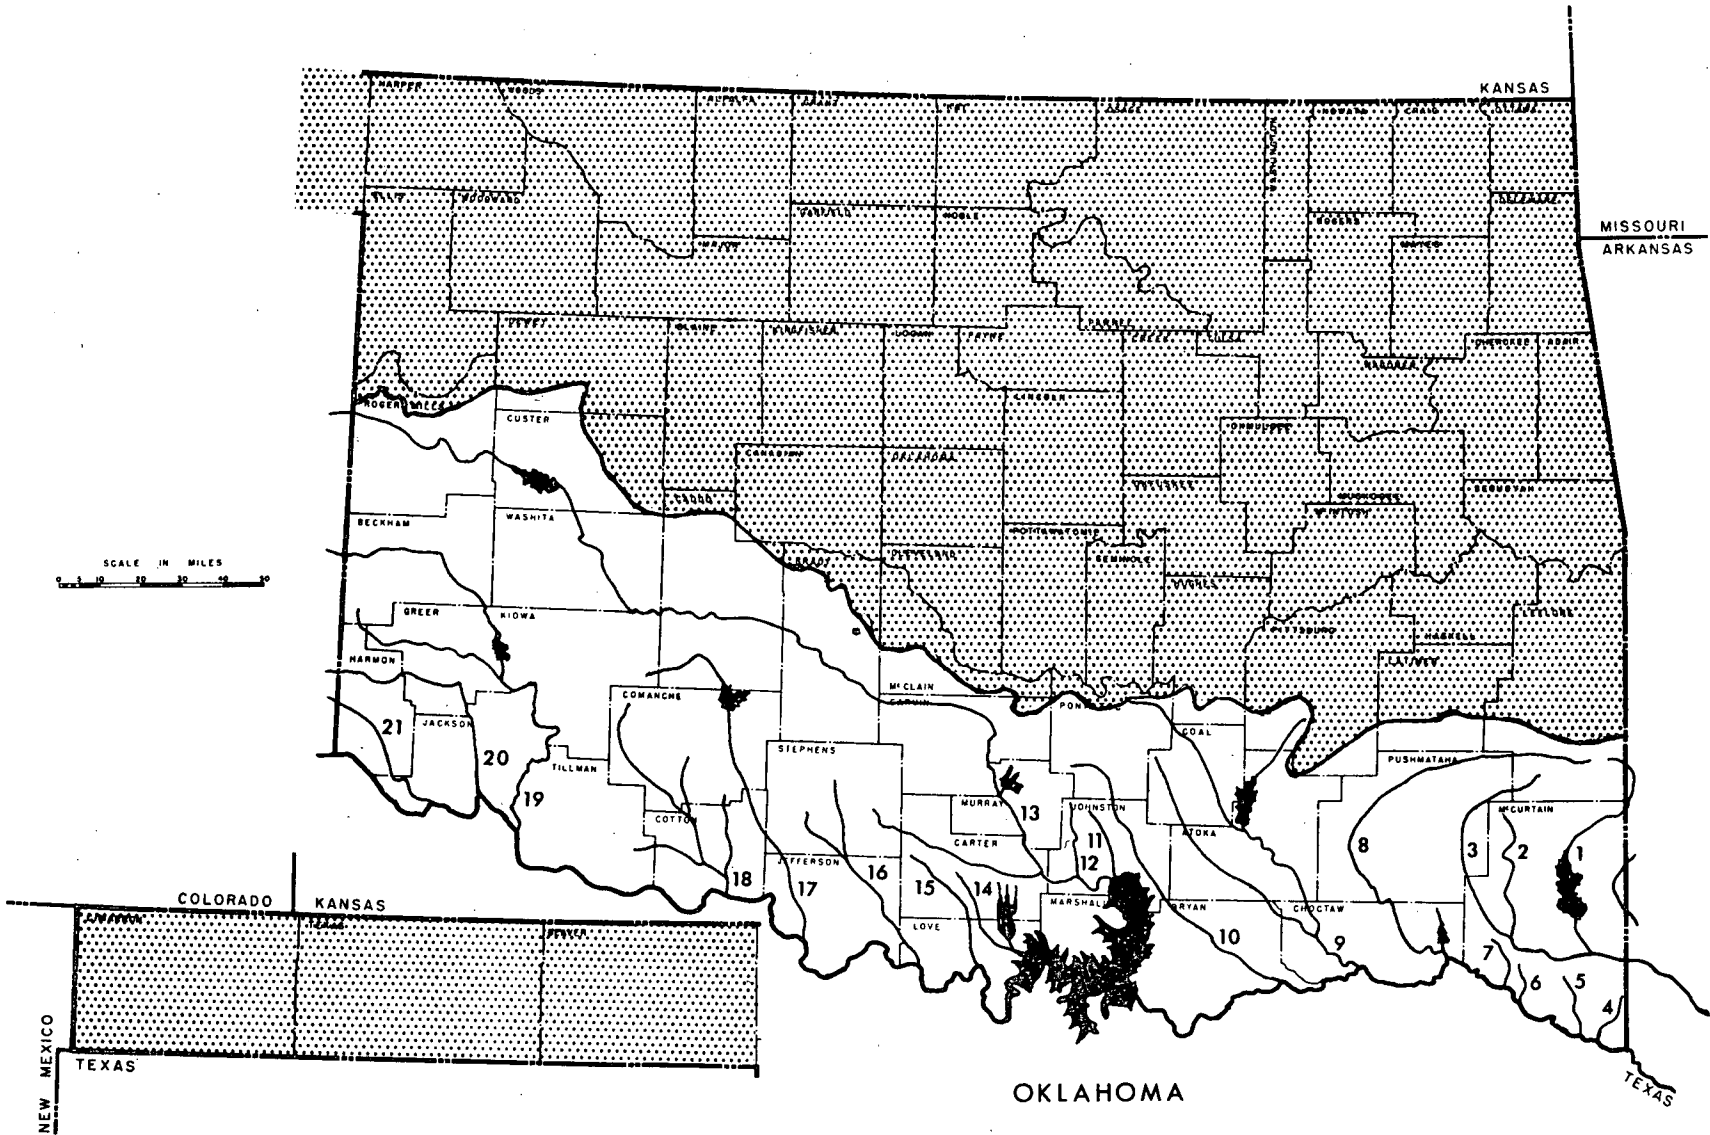 KANSAS
HARPER
WOODS
ALFALFA
GRANT
KAY
OSAGE
WASHINGTON
NOWATA
CRAIG
OTTAWA
ELLIS
WOODWARD
GARFIELD
NOBLE
ROGERS
DELEWARE
MISSOURI
ARKANSAS
MAJOR
MAYES
DEWEY
BLAINE
KINGFISHER
LOGAN
PAYNE
PAWNEE
CREEK
TULSA
CHEROKEE
ADAIR
WAGONER
ROGER MILLS
CUSTER
LINCOLN
OKMULGEE
CANADIAN
OKLAHOMA
CADDO
OKFUSKEE
MUSKOGEE
SEQUOYAH
BECKHAM
WASHITA
McINTOSH
POTTAWATOMIE
CLEVELAND
SEMINOLE
GRADY
HUGHES
SCALE IN MILES
0 5 10 20 30 40 50
GREER
KIOWA
LEFLORE
PITTSBURG
HASKELL
HARMON
LATIMER
COMANCHE
McCLAIN
GARVIN
PONTOTOC
21
JACKSON
COAL
STEPHENS
20
TILLMAN
PUSHMATAHA
19
MURRAY
13
JOHNSTON
McCURTAIN
COTTON
ATOKA
CARTER
11
8
3
2
1
JEFFERSON
12
18
17
16
15
14
MARSHALL
BRYAN
CHOCTAW
COLORADO
KANSAS
CIMARRON
TEXAS
BEAVER
LOVE
10
9
7
6
5
4
NEW MEXICO
TEXAS
TEXAS
OKLAHOMA